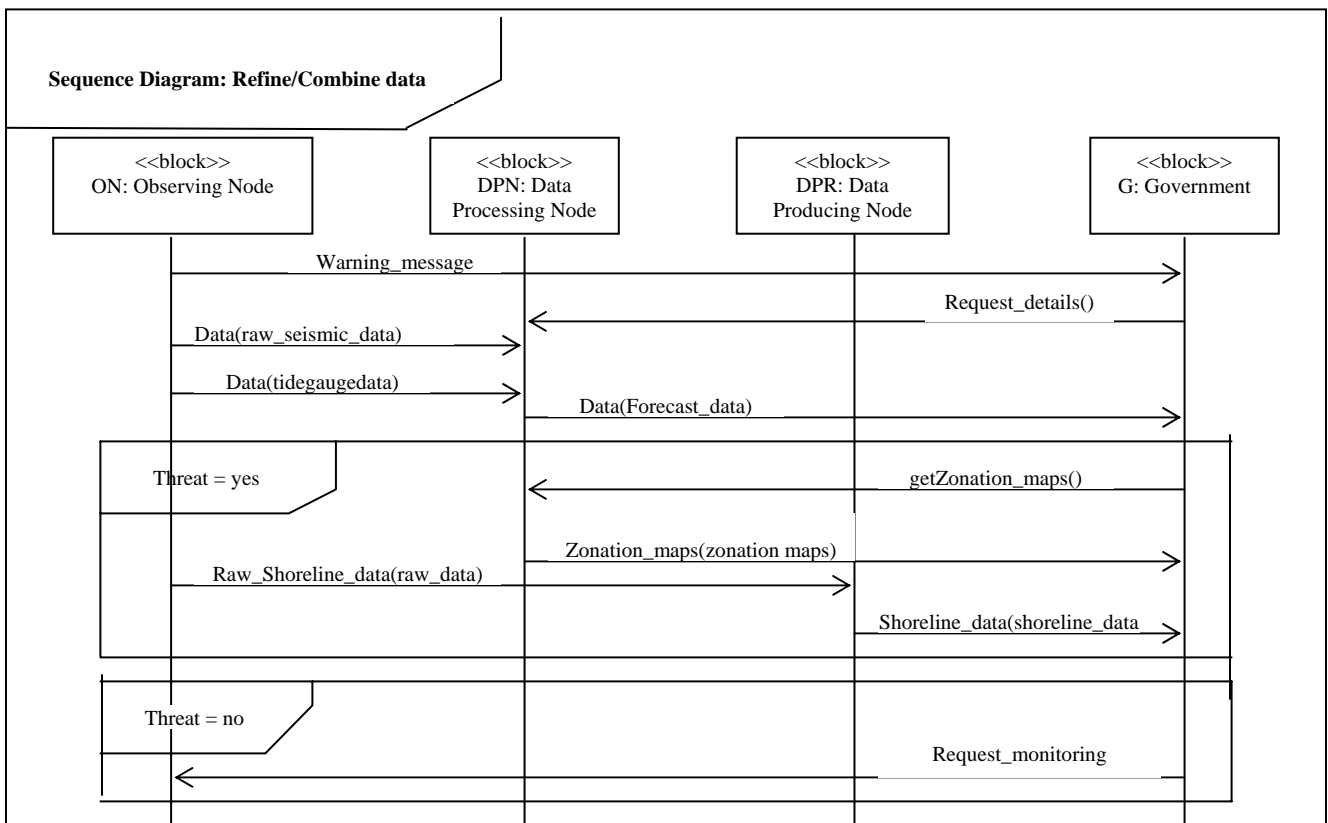 Sequence Diagram: Refine/Combine data
<<block>>
ON: Observing Node
<<block>>
DPN: Data
Processing Node
<<block>>
DPR: Data
Producing Node
<<block>>
G: Government
Warning_message
Request_details()
Data(raw_seismic_data)
Data(tidegaugedata)
Data(Forecast_data)
Threat = yes
getZonation_maps()
Zonation_maps(zonation maps)
Raw_Shoreline_data(raw_data)
Shoreline_data(shoreline_data
Threat = no
Request_monitoring